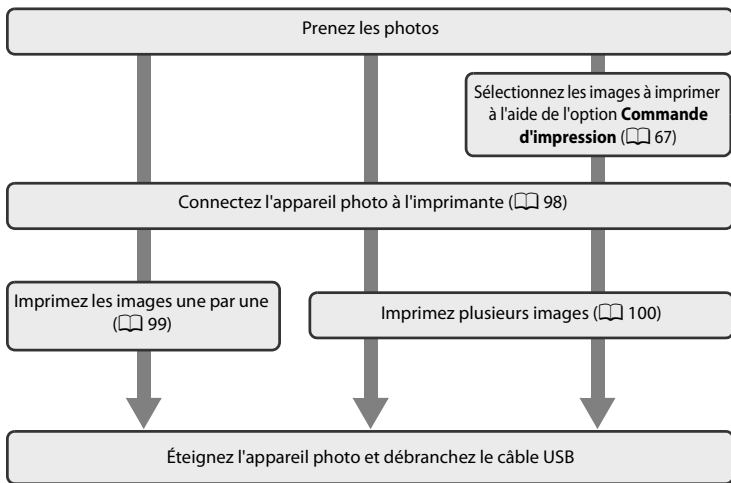 Prenez les photos
Sélectionnez les images à imprimer
à l'aide de l'option Commande
d'impression (📖 67)
Connectez l'appareil photo à l'imprimante (📖 98)
Imprimez les images une par une
(📖 99)
Imprimez plusieurs images (📖 100)
Éteignez l'appareil photo et débranchez le câble USB